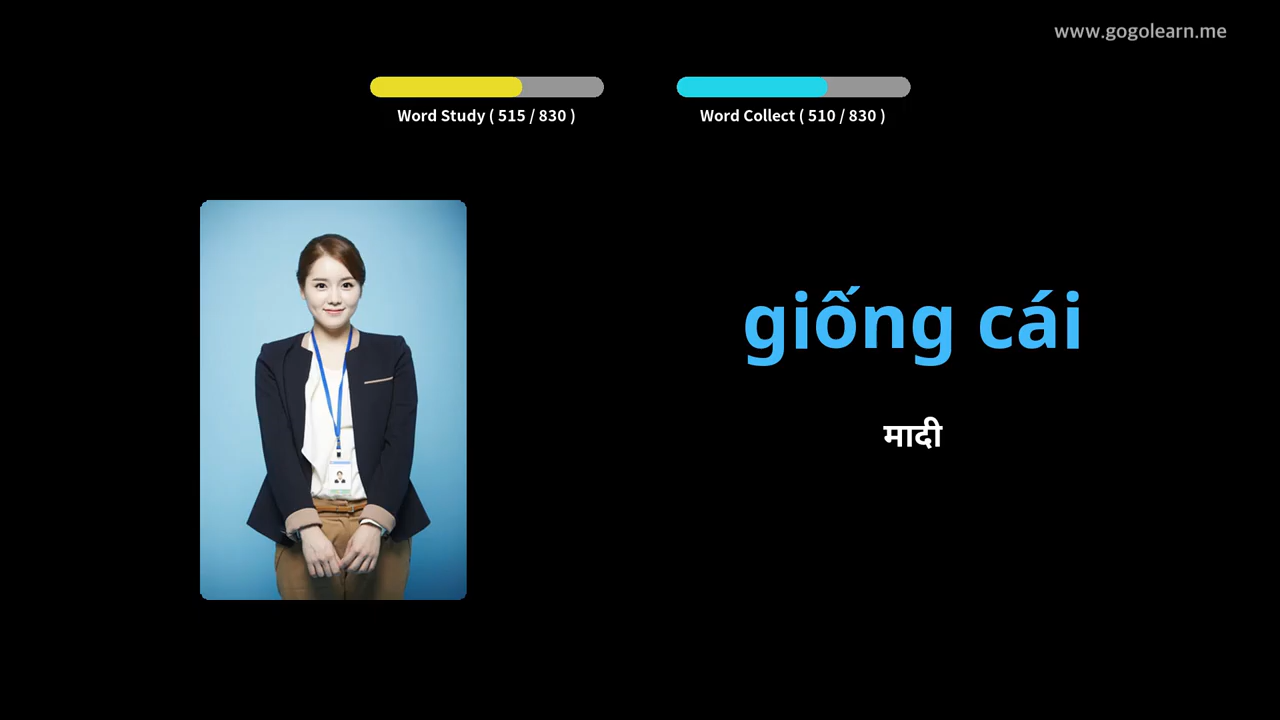 www.gogolearn.me
Word Study ( 515 / 830 )
Word Collect ( 510 / 830 )
giống cái
मादी